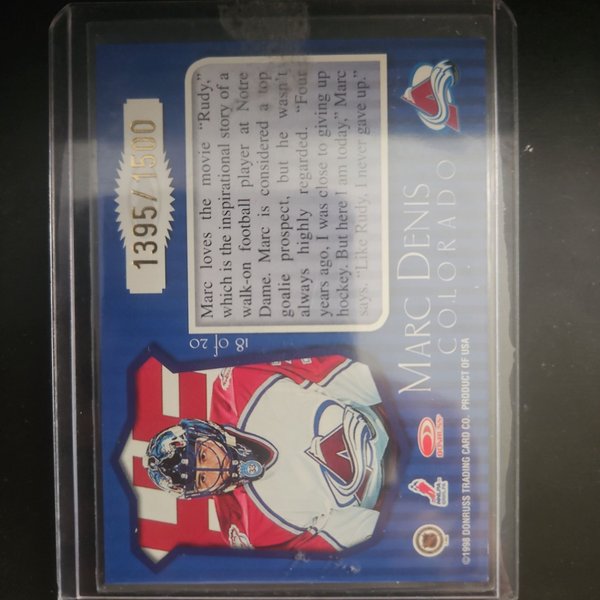 1395/1500
Marc loves the movie "Rudy,"
which is the inspirational story of a
walk-on football player at Notre
Dame. Marc is considered a top
goalie prospect, but he wasn't
always highly regarded. "Four
years ago, I was close to giving up
hockey. But here I am today," Marc
says. "Like Rudy, I never gave up."
18 of 20
MARC DENIS
COLORADO
DONRUSS
©1998 DONRUSS TRADING CARD CO. PRODUCT OF USA